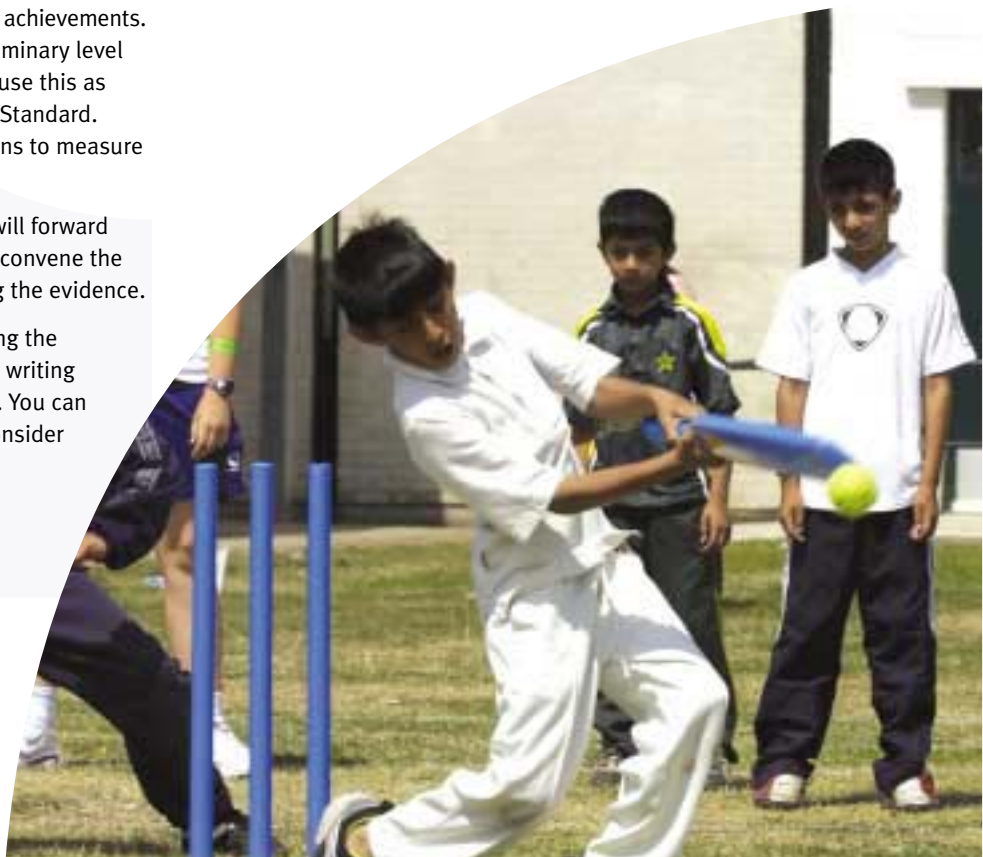 achievements.
minary level
use this as
Standard.
ns to measure
will forward
convene the
g the evidence.
ng the
writing
. You can
nsider